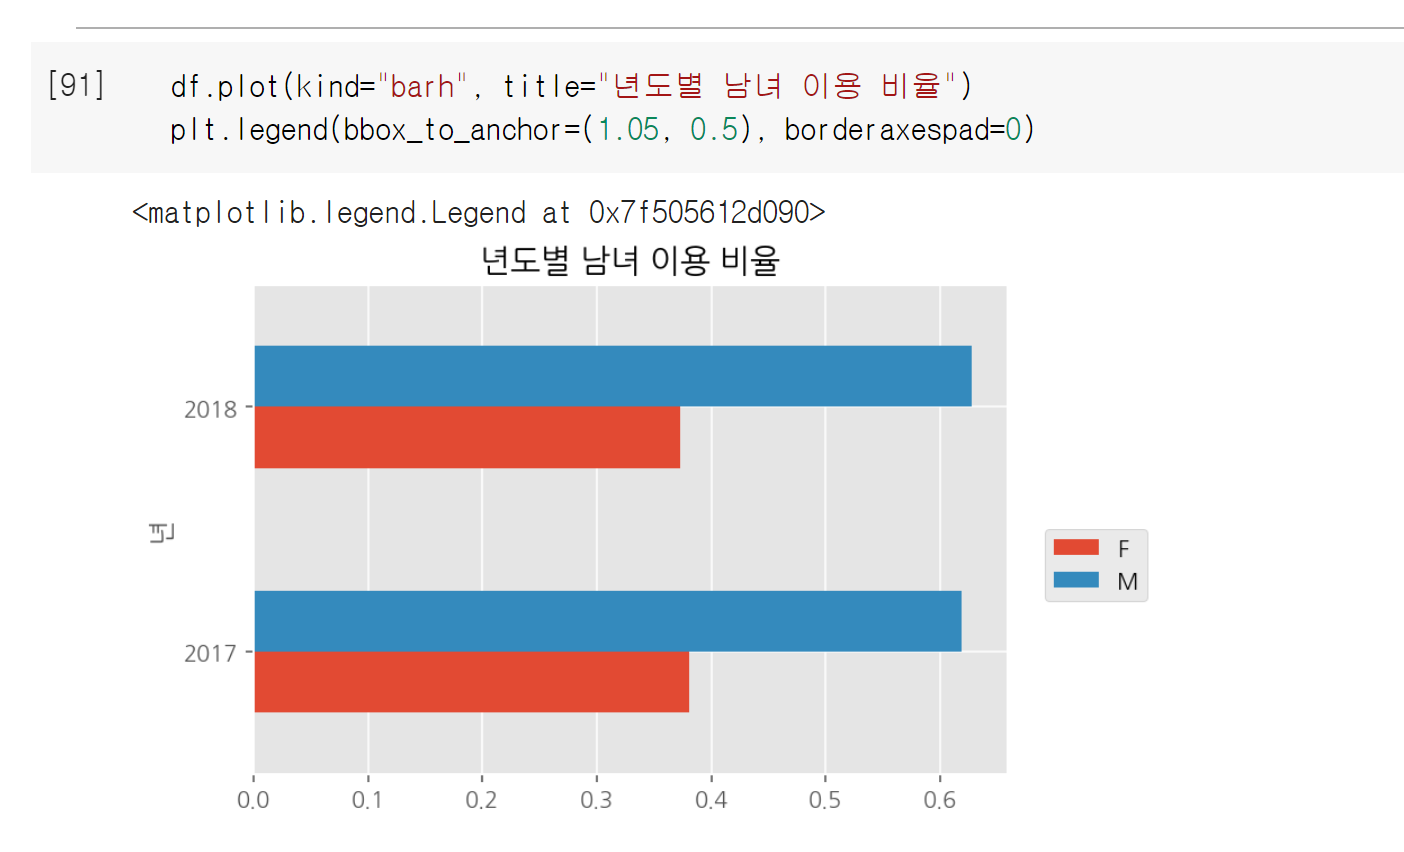 [91] df.plot(kind="barh", title="년도별 남녀 이용 비율")
plt.legend(bbox_to_anchor=(1.05, 0.5), borderaxespad=0)
<matplotlib.legend.Legend at 0x7f505612d090>
년도별 남녀 이용 비율
2018
년
F
M
2017
0.0 0.1 0.2 0.3 0.4 0.5 0.6